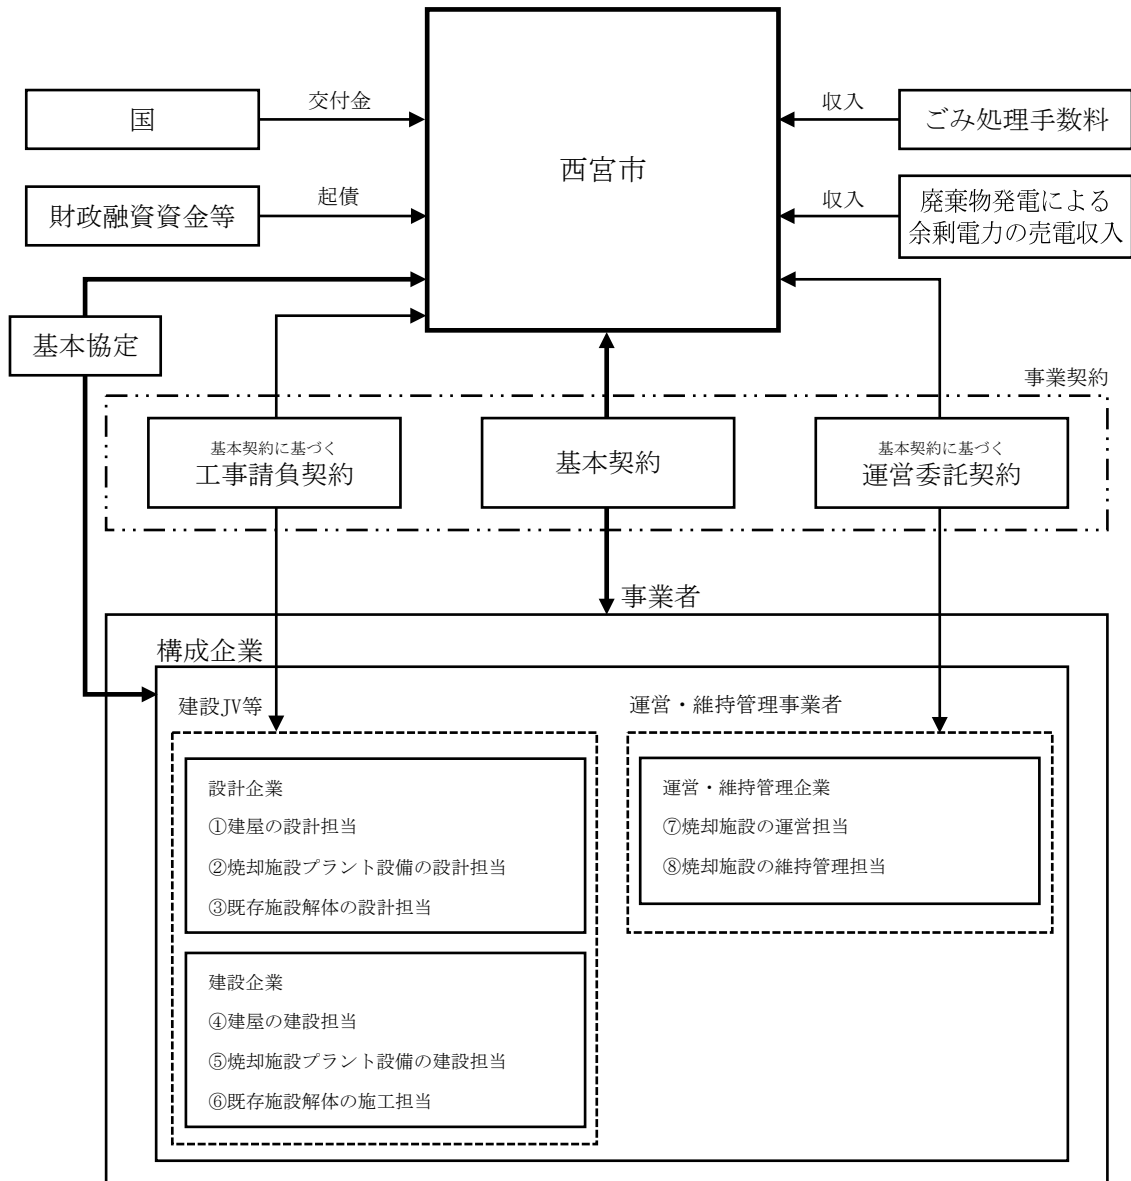 国
交付金
財政融資資金等
起債
西宮市
収入
ごみ処理手数料
収入
廃棄物発電による
余剰電力の売電収入
基本協定
事業契約
基本契約に基づく
工事請負契約
基本契約
基本契約に基づく
運営委託契約
事業者
構成企業
建設JV等
設計企業
①建屋の設計担当
②焼却施設プラント設備の設計担当
③既存施設解体の設計担当
建設企業
④建屋の建設担当
⑤焼却施設プラント設備の建設担当
⑥既存施設解体の施工担当
運営・維持管理事業者
運営・維持管理企業
⑦焼却施設の運営担当
⑧焼却施設の維持管理担当